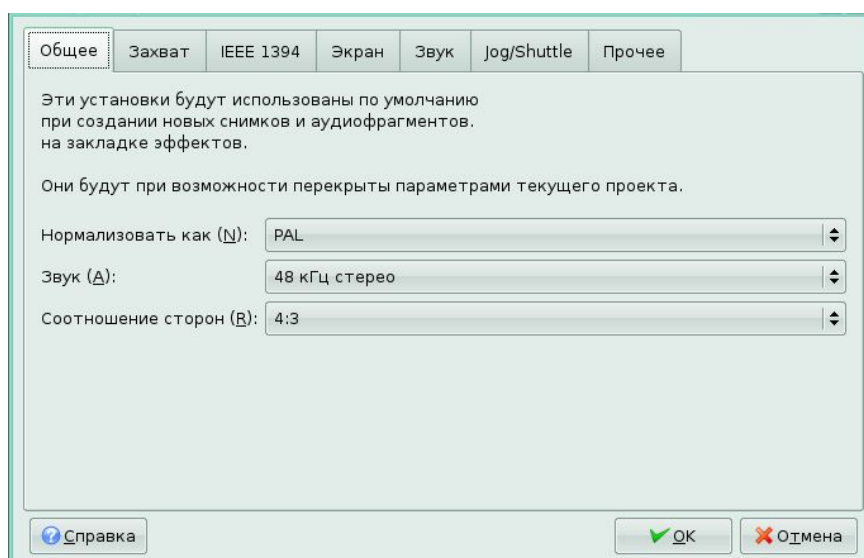 Общее Захват IEEE 1394 Экран Звук Jog/Shuttle Прочее
Эти установки будут использованы по умолчанию
при создании новых снимков и аудиофрагментов.
на закладке эффектов.
Они будут при возможности перекрыты параметрами текущего проекта.
Нормализовать как (N): PAL
Звук (A): 48 кГц стерео
Соотношение сторон (R): 4:3
Справка OK Отмена